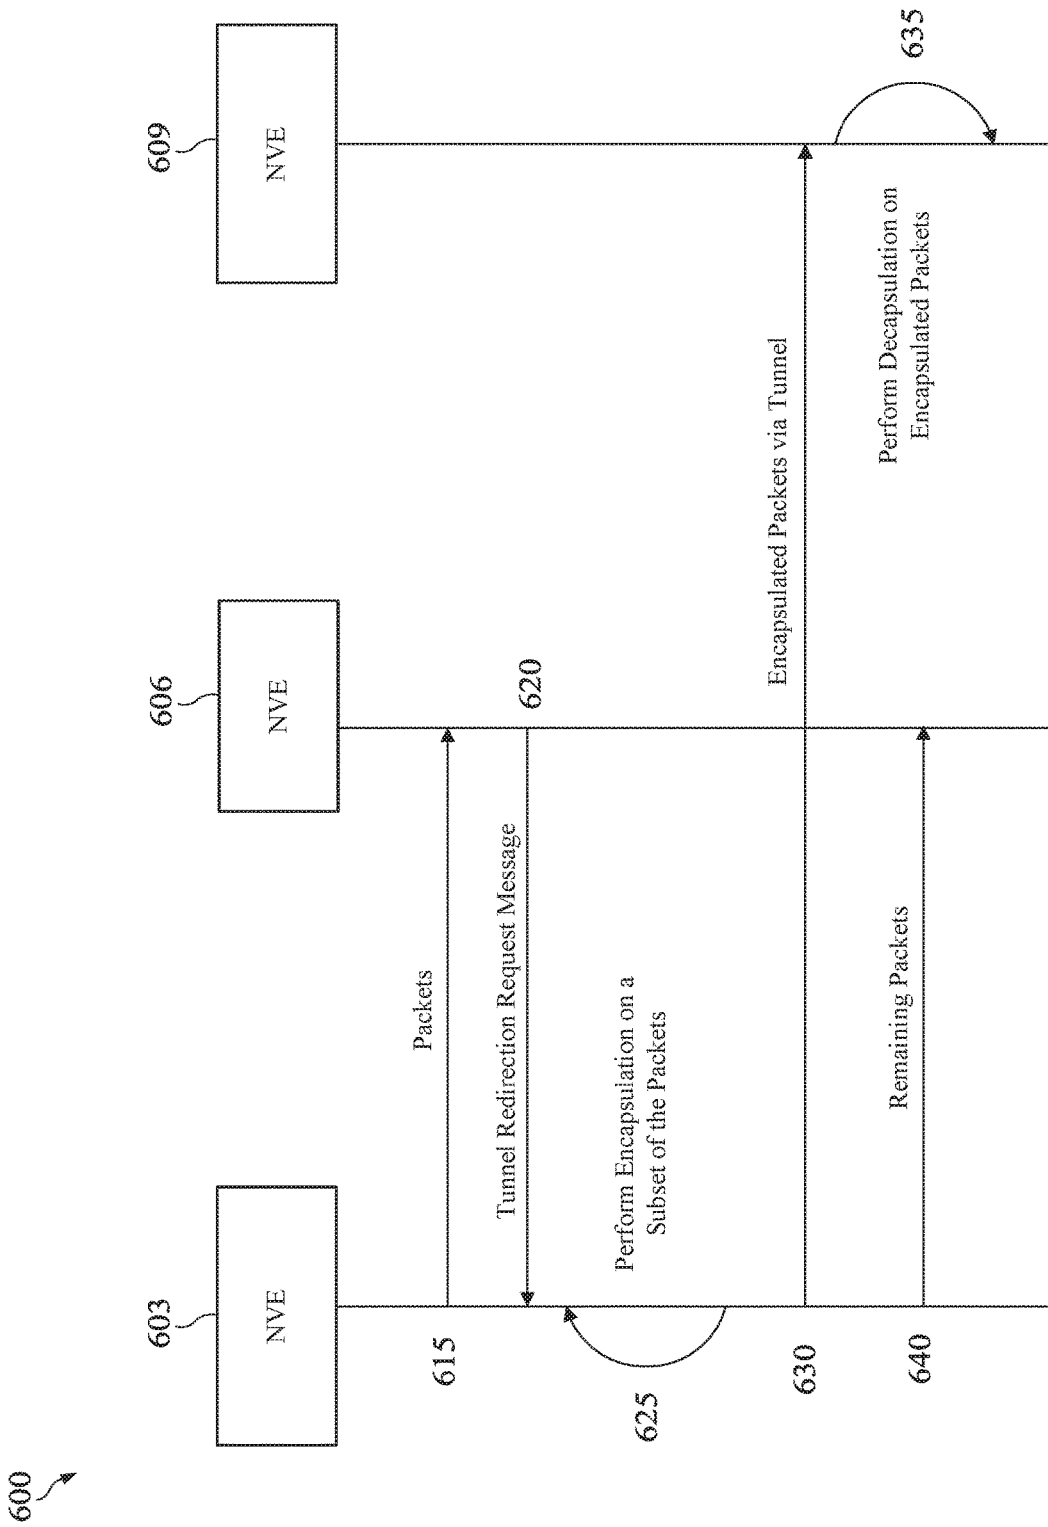 600
603
NVE
606
NVE
609
NVE
615
Packets
620
Tunnel Redirection Request Message
625
Perform Encapsulation on a
Subset of the Packets
630
Encapsulated Packets via Tunnel
635
Perform Decapsulation on
Encapsulated Packets
640
Remaining Packets